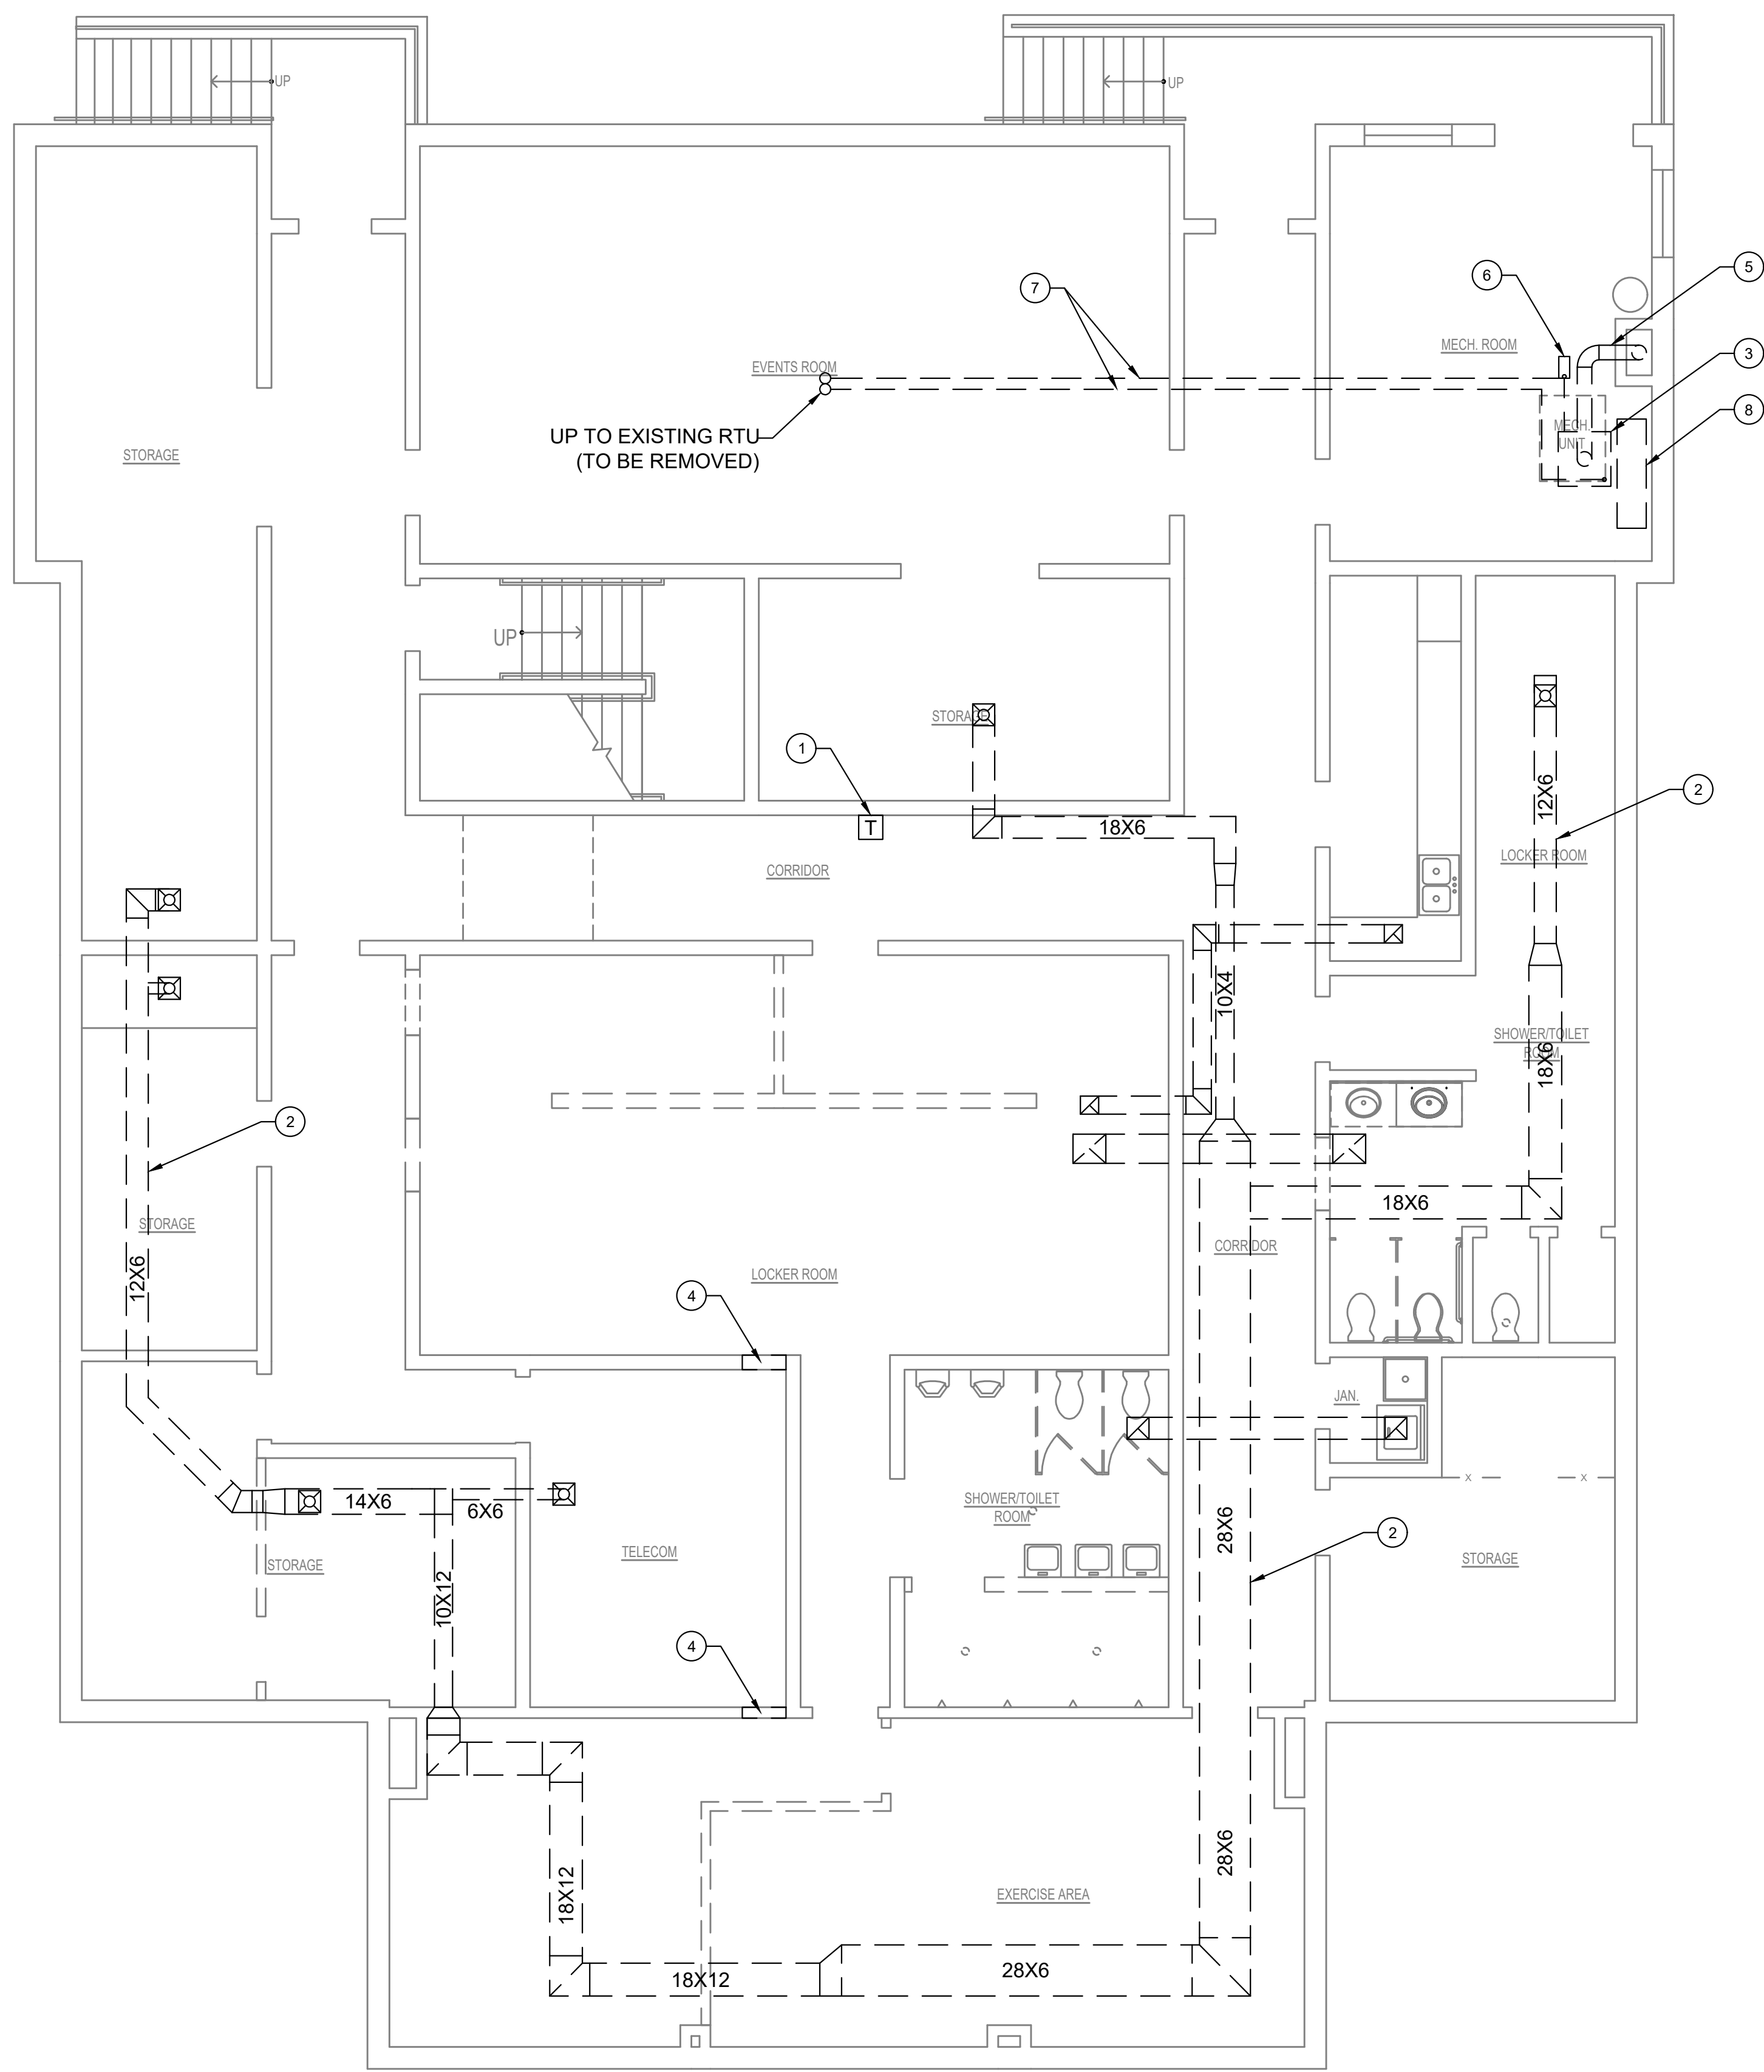 UP
UP
5
6
7
MECH. ROOM
3
EVENTS ROOM
8
MECH.
UNIT
UP TO EXISTING RTU
(TO BE REMOVED)
STORAGE
UP
STORAGE
1
T
12X6
2
18X6
LOCKER ROOM
CORRIDOR
10X4
SHOWER/TOILET
ROOM
18X6
2
18X6
STORAGE
CORRIDOR
12X6
LOCKER ROOM
4
JAN.
14X6
6X6
SHOWER/TOILET
ROOM
28X6
2
STORAGE
TELECOM
STORAGE
X
X
10X12
4
28X6
18X12
EXERCISE AREA
18X12
28X6